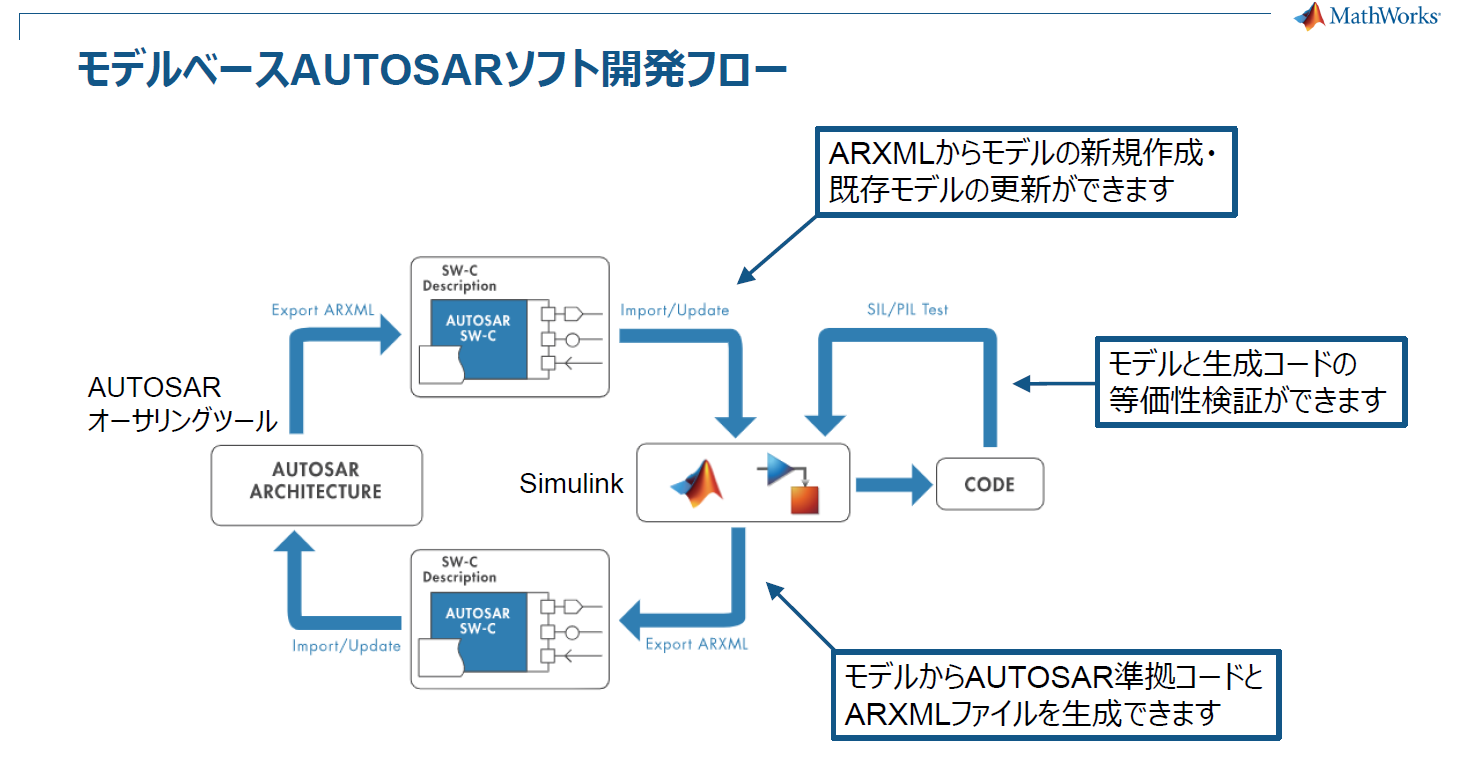 MathWorks
モデルベースAUTOSARソフト開発フロー
ARXMLからモデルの新規作成・
既存モデルの更新ができます
SW-C
Description
AUTOSAR
SW-C
Export ARXML
Import/Update
SIL/PIL Test
モデルと生成コードの
等価性検証ができます
AUTOSAR
オーサリングツール
AUTOSAR
ARCHITECTURE
Simulink
CODE
SW-C
Description
AUTOSAR
SW-C
Import/Update
Export ARXML
モデルからAUTOSAR準拠コードと
ARXMLファイルを生成できます